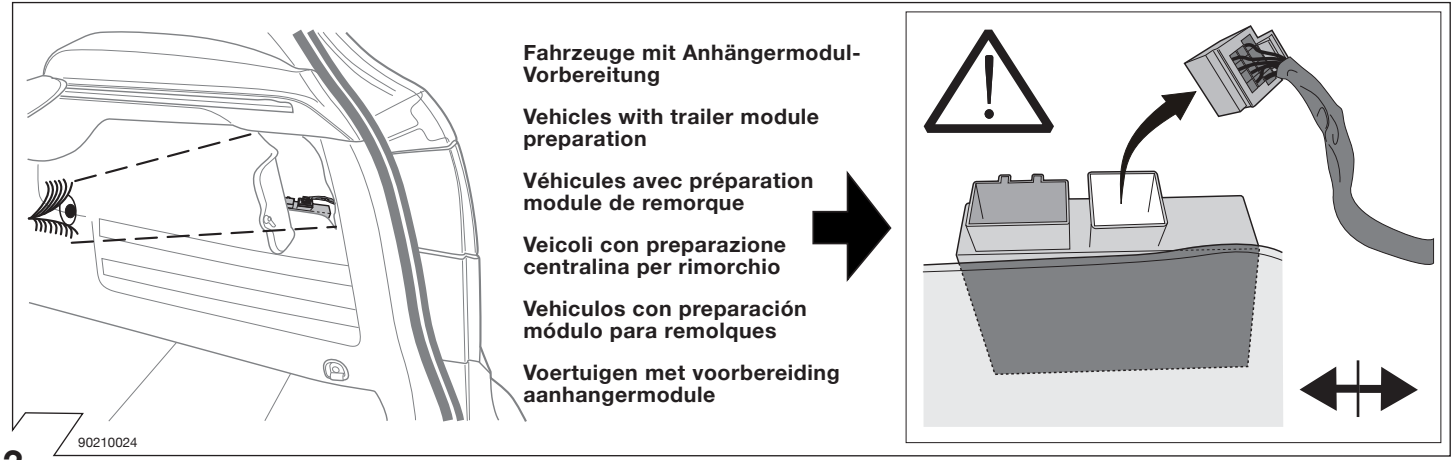 Fahrzeuge mit Anhängermodul-
Vorbereitung
Vehicles with trailer module
preparation
Véhicules avec préparation
module de remorque
Veicoli con preparazione
centralina per rimorchio
Vehiculos con preparación
módulo para remolques
Voertuigen met voorbereiding
aanhangermodule
90210024